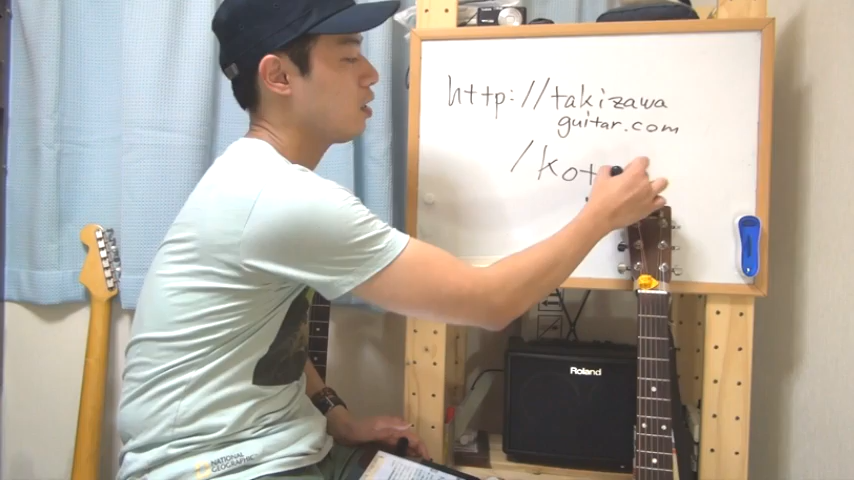 http://takizawa
guitar.com
/kot
Roland
NATIONAL
GEOGRAPHIC